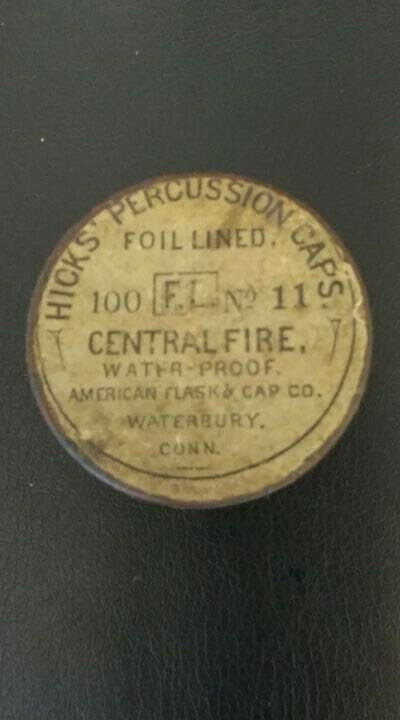 HICKS' PERCUSSION CAPS.
FOIL LINED.
100 F.L. No 11.
CENTRAL FIRE,
WATER-PROOF.
AMERICAN FLASK & CAP CO.
WATERBURY,
CONN.